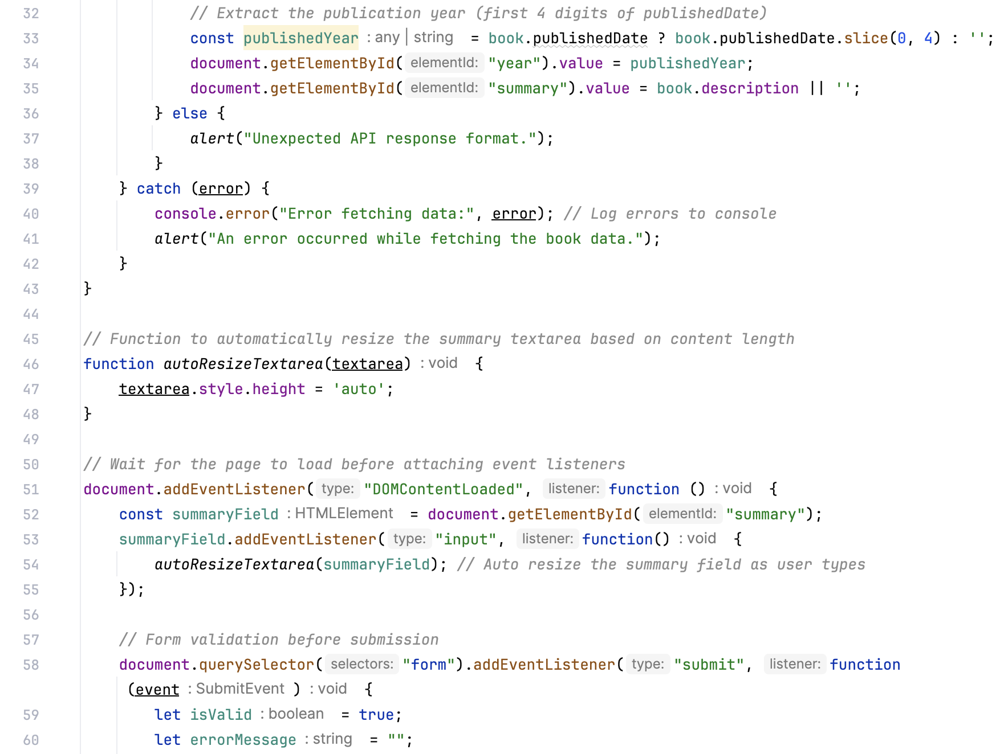 32 // Extract the publication year (first 4 digits of publishedDate)
33 const publishedYear : any | string = book.publishedDate ? book.publishedDate.slice(0, 4) : '';
34 document.getElementById( elementId: "year").value = publishedYear;
35 document.getElementById( elementId: "summary").value = book.description || '';
36 } else {
37 alert("Unexpected API response format.");
38 }
39 } catch (error) {
40 console.error("Error fetching data:", error); // Log errors to console
41 alert("An error occurred while fetching the book data.");
42 }
43 }
44
45 // Function to automatically resize the summary textarea based on content length
46 function autoResizeTextarea(textarea) : void {
47 textarea.style.height = 'auto';
48 }
49
50 // Wait for the page to load before attaching event listeners
51 document.addEventListener( type: "DOMContentLoaded", listener: function () : void {
52 const summaryField : HTMLElement = document.getElementById( elementId: "summary");
53 summaryField.addEventListener( type: "input", listener: function() : void {
54 autoResizeTextarea(summaryField); // Auto resize the summary field as user types
55 });
56
57 // Form validation before submission
58 document.querySelector( selectors: "form").addEventListener( type: "submit", listener: function
(event : SubmitEvent ) : void {
59 let isValid : boolean = true;
60 let errorMessage : string = "";